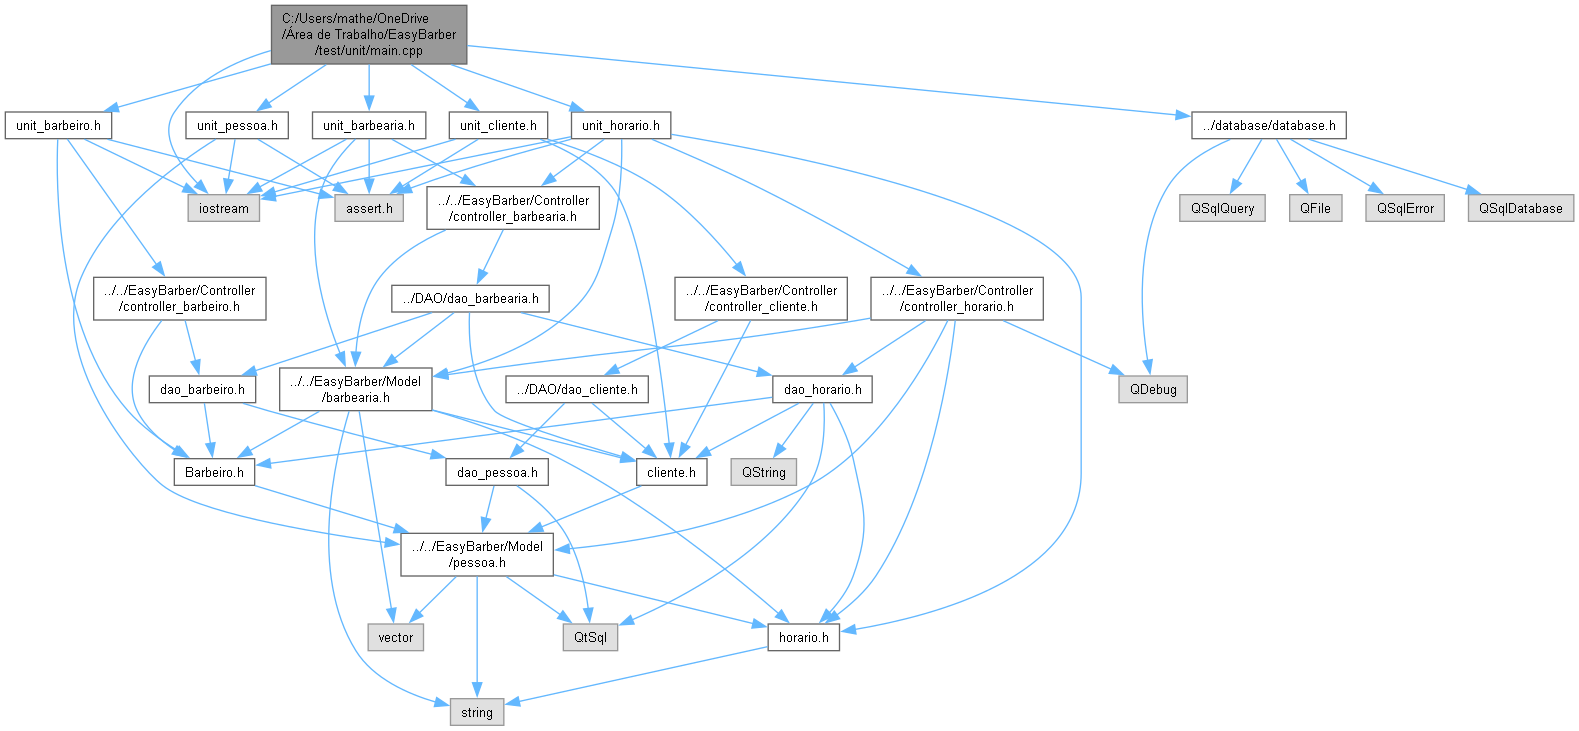 C:/Users/mathe/OneDrive
/Área de Trabalho/EasyBarber
/test/unit/main.cpp
unit_barbeiro.h
unit_pessoa.h
unit_barbearia.h
unit_cliente.h
unit_horario.h
../database/database.h
iostream
assert.h
../../EasyBarber/Controller
/controller_barbearia.h
QSqlQuery
QFile
QSqlError
QSqlDatabase
../../EasyBarber/Controller
/controller_barbeiro.h
../DAO/dao_barbearia.h
../../EasyBarber/Controller
/controller_cliente.h
../../EasyBarber/Controller
/controller_horario.h
dao_barbeiro.h
../../EasyBarber/Model
/barbearia.h
../DAO/dao_cliente.h
dao_horario.h
QDebug
Barbeiro.h
dao_pessoa.h
cliente.h
QString
../../EasyBarber/Model
/pessoa.h
vector
QtSql
horario.h
string